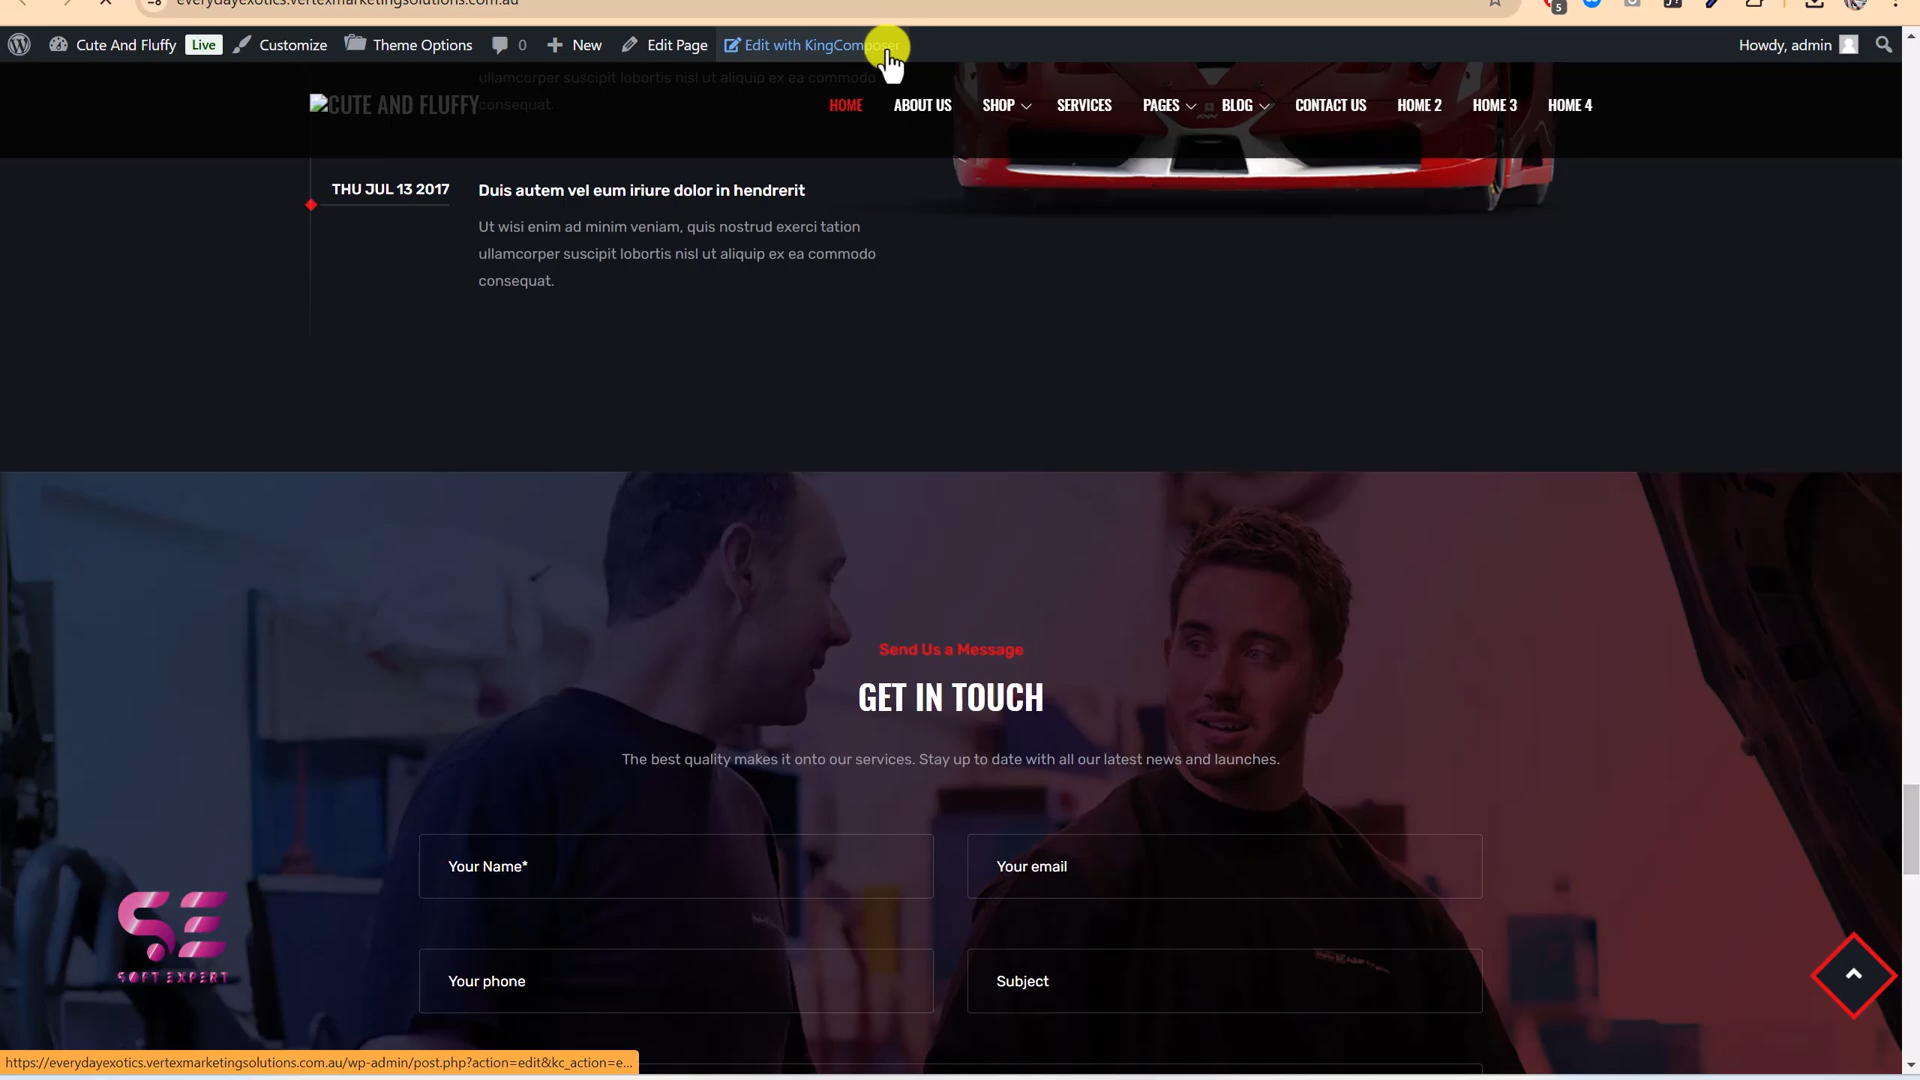 everydayexotics.vertexmarketingsolutions.com.au
5
Cute And Fluffy Live Customize Theme Options 0 New Edit Page Edit with KingComposer Howdy, admin
ullamcorper suscipit lobortis nisl ut aliquip ex ea commodo
consequat.
CUTE AND FLUFFY HOME ABOUT US SHOP SERVICES PAGES BLOG CONTACT US HOME 2 HOME 3 HOME 4
THU JUL 13 2017 Duis autem vel eum iriure dolor in hendrerit
Ut wisi enim ad minim veniam, quis nostrud exerci tation
ullamcorper suscipit lobortis nisl ut aliquip ex ea commodo
consequat.
Send Us a Message
GET IN TOUCH
The best quality makes it onto our services. Stay up to date with all our latest news and launches.
Your Name* Your email
SE
SOFT EXPERT
Your phone Subject
https://everydayexotics.vertexmarketingsolutions.com.au/wp-admin/post.php?action=edit&kc_action=e...